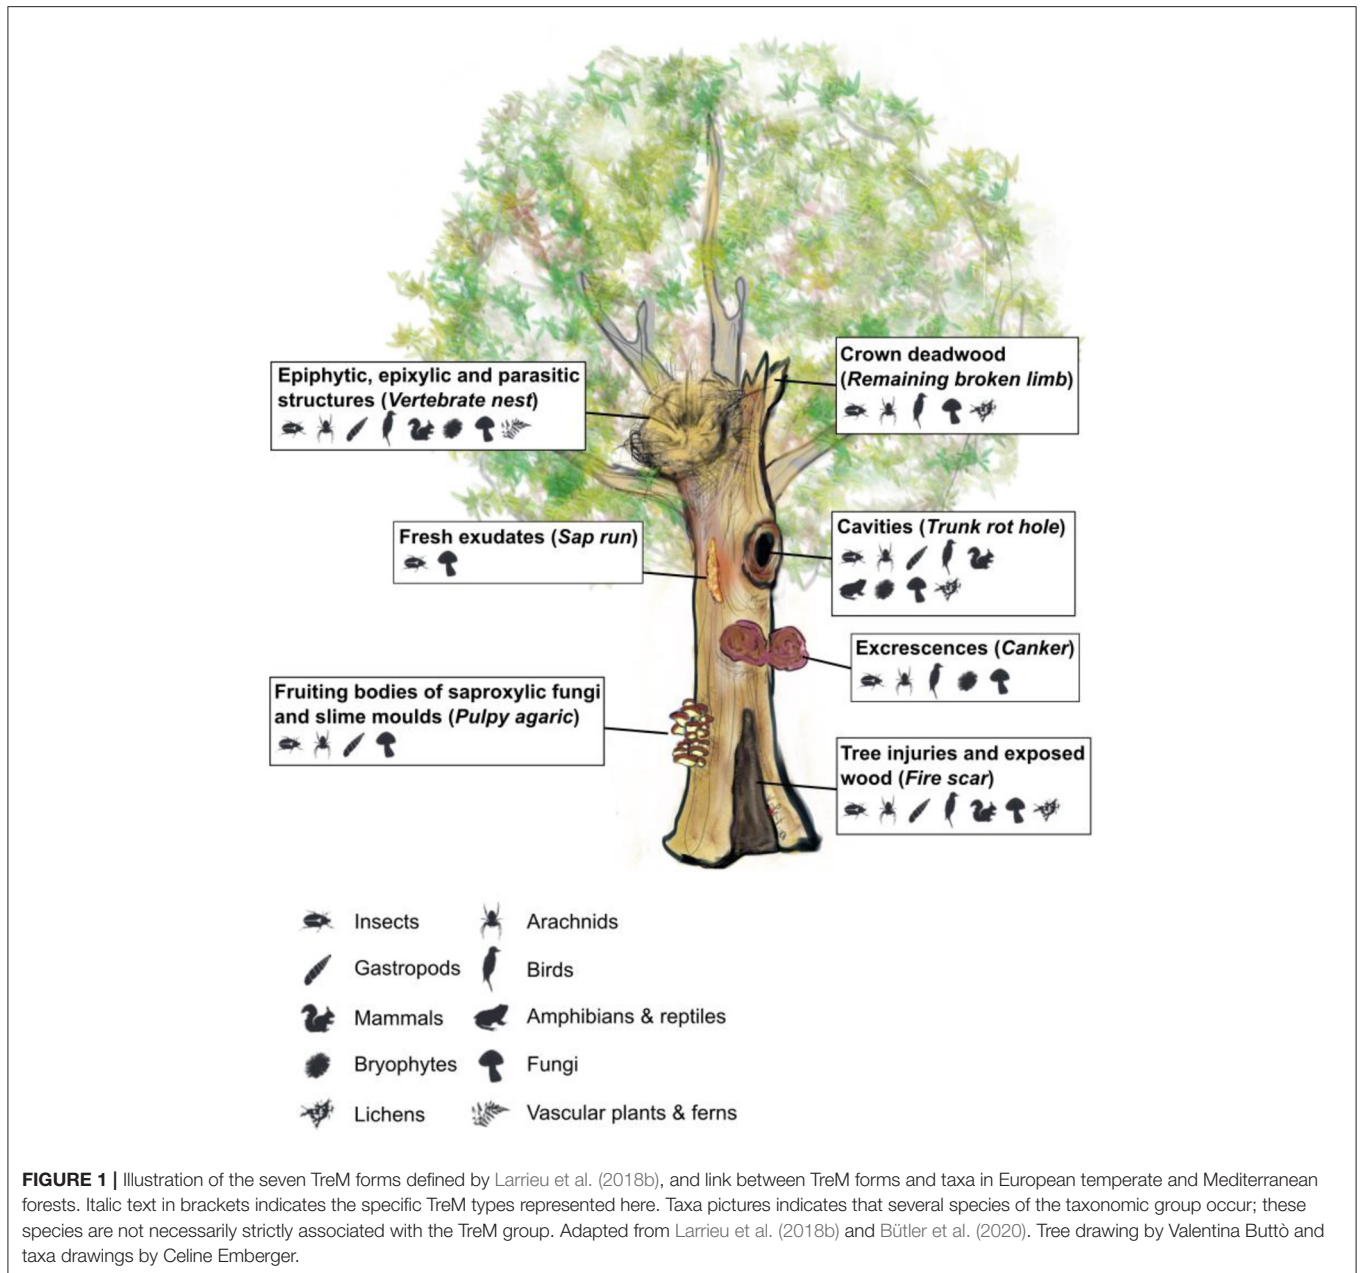 Epiphytic, epixylic and parasitic
structures (Vertebrate nest)
Crown deadwood
(Remaining broken limb)
Fresh exudates (Sap run)
Cavities (Trunk rot hole)
Excrescences (Canker)
Fruiting bodies of saproxylic fungi
and slime moulds (Pulpy agaric)
Tree injuries and exposed
wood (Fire scar)
Insects
Arachnids
Gastropods
Birds
Mammals
Amphibians & reptiles
Bryophytes
Fungi
Lichens
Vascular plants & ferns
FIGURE 1 | Illustration of the seven TreM forms defined by Larrieu et al. (2018b), and link between TreM forms and taxa in European temperate and Mediterranean
forests. Italic text in brackets indicates the specific TreM types represented here. Taxa pictures indicates that several species of the taxonomic group occur; these
species are not necessarily strictly associated with the TreM group. Adapted from Larrieu et al. (2018b) and Bütler et al. (2020). Tree drawing by Valentina Buttò and
taxa drawings by Celine Emberger.